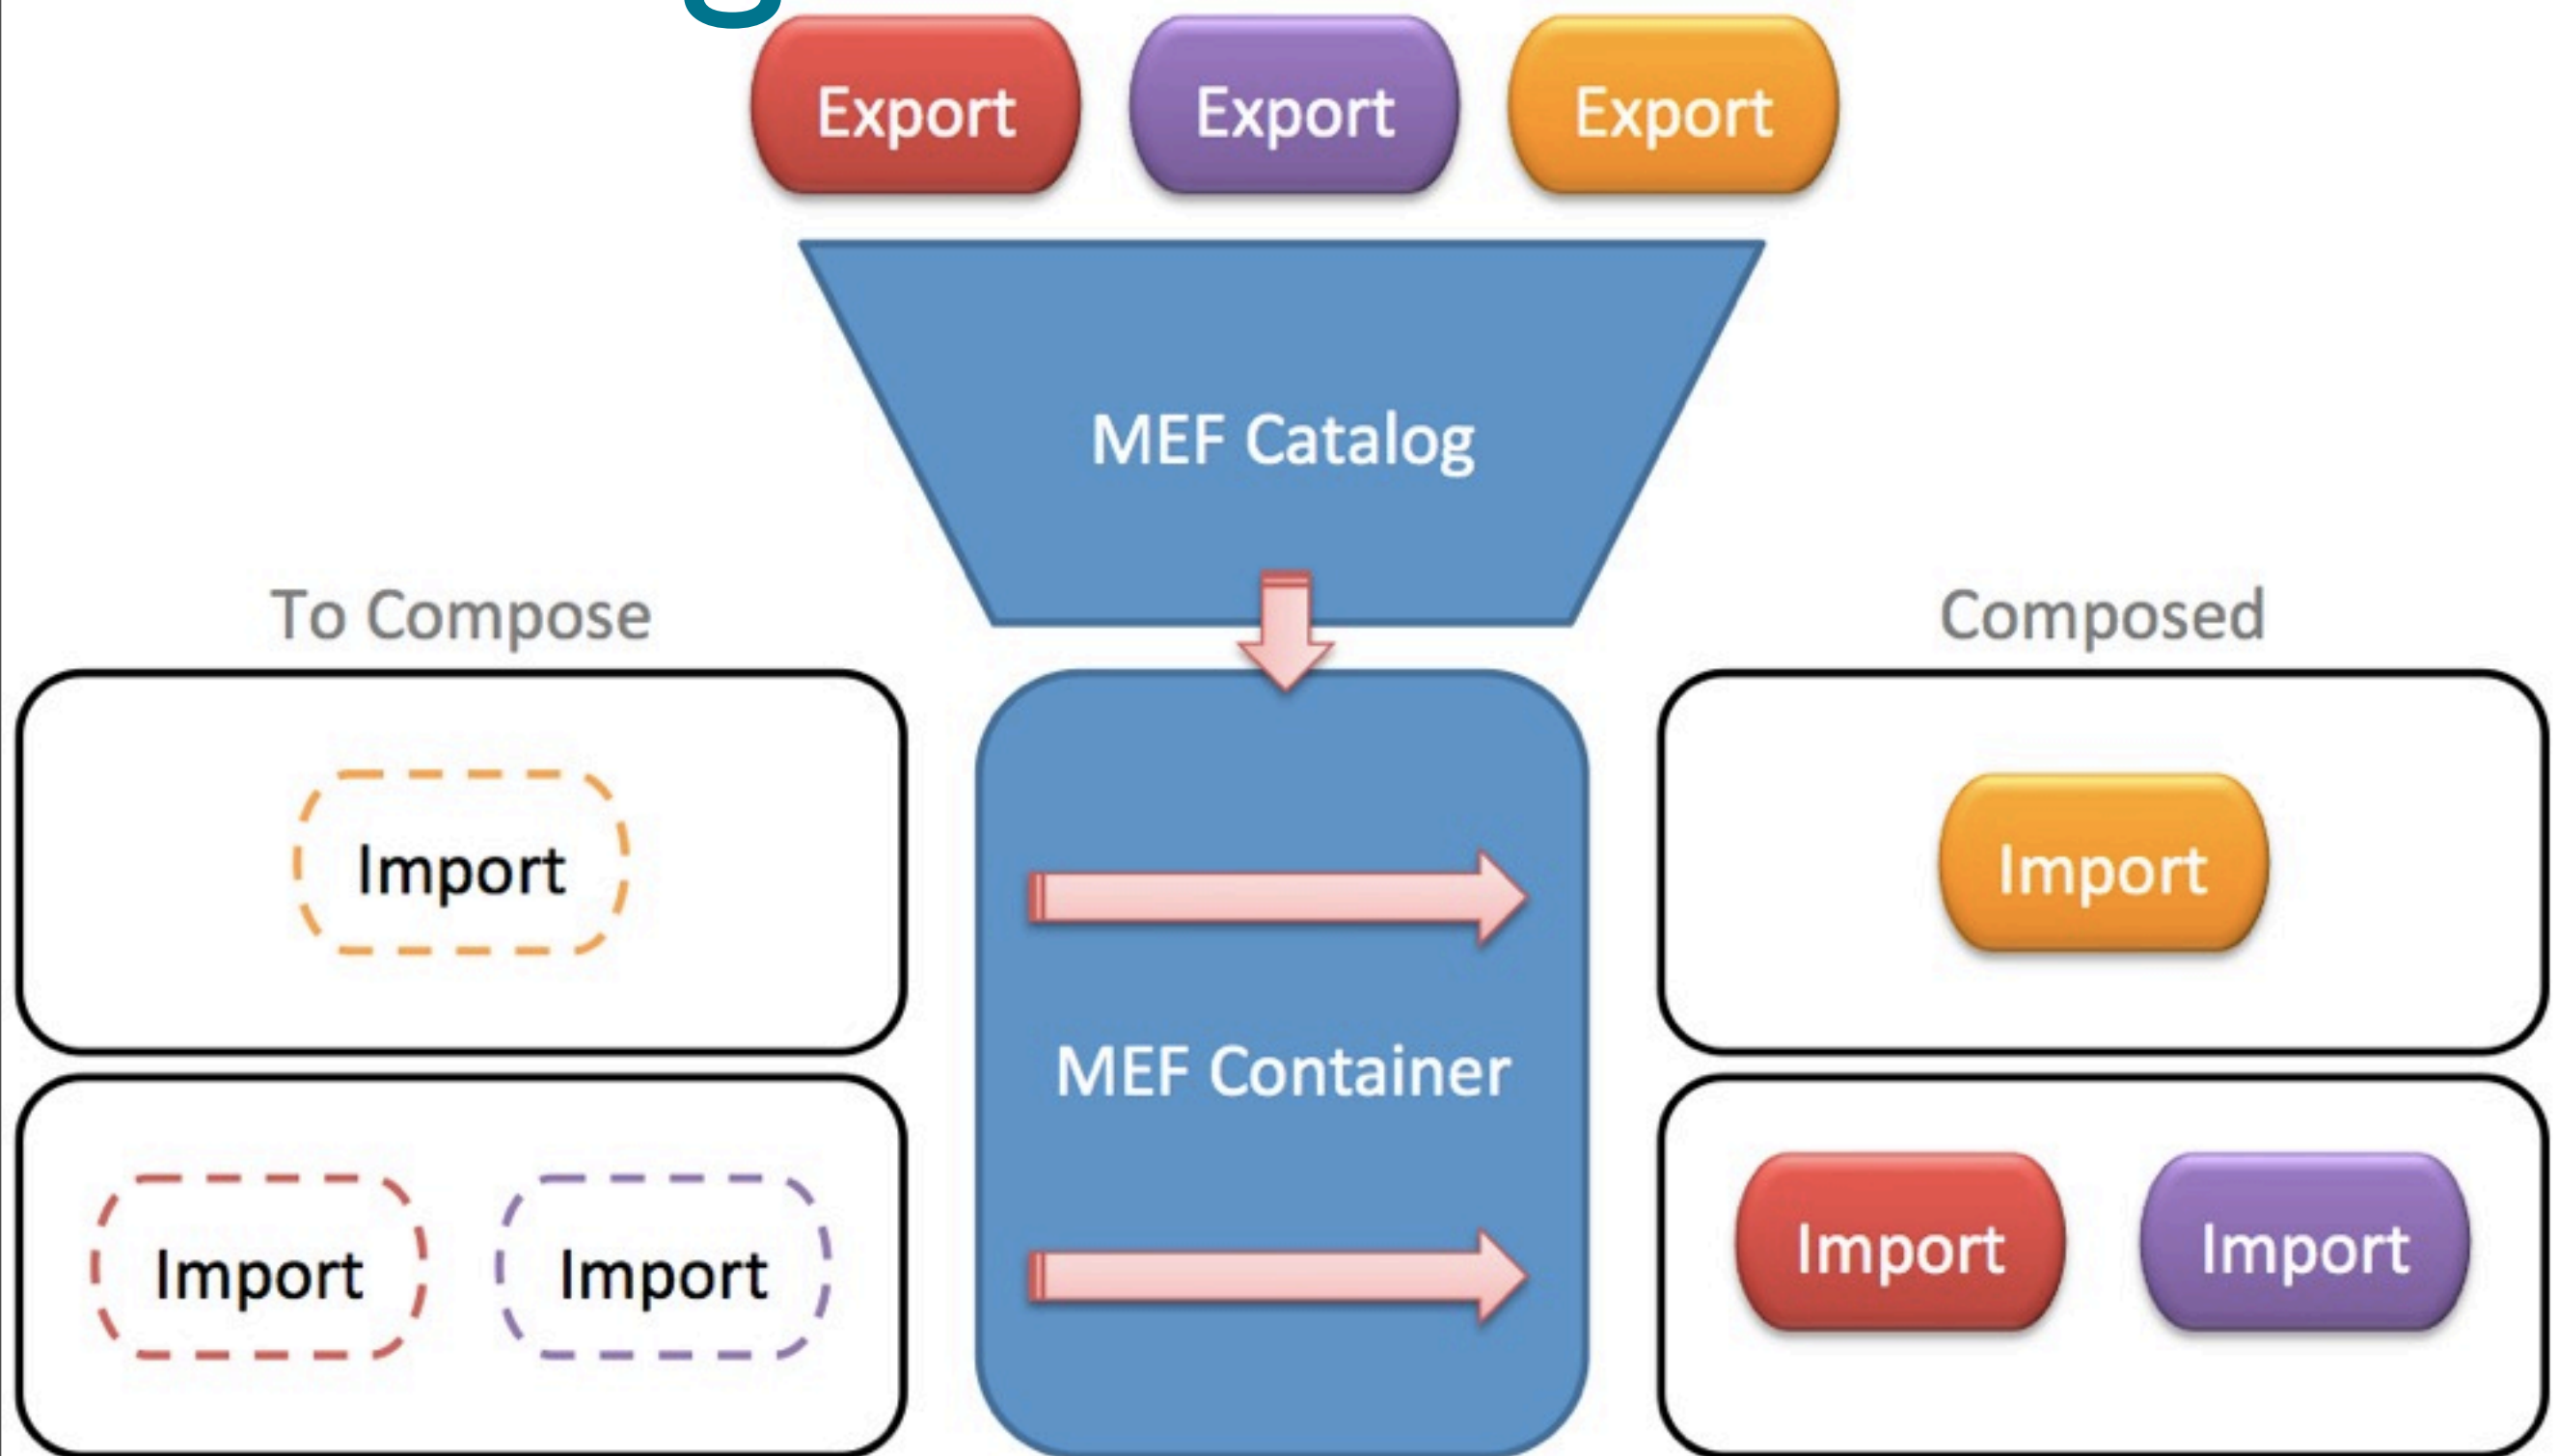 Export Export Export
MEF Catalog
To Compose
Composed
Import
Import
MEF Container
Import Import
Import Import